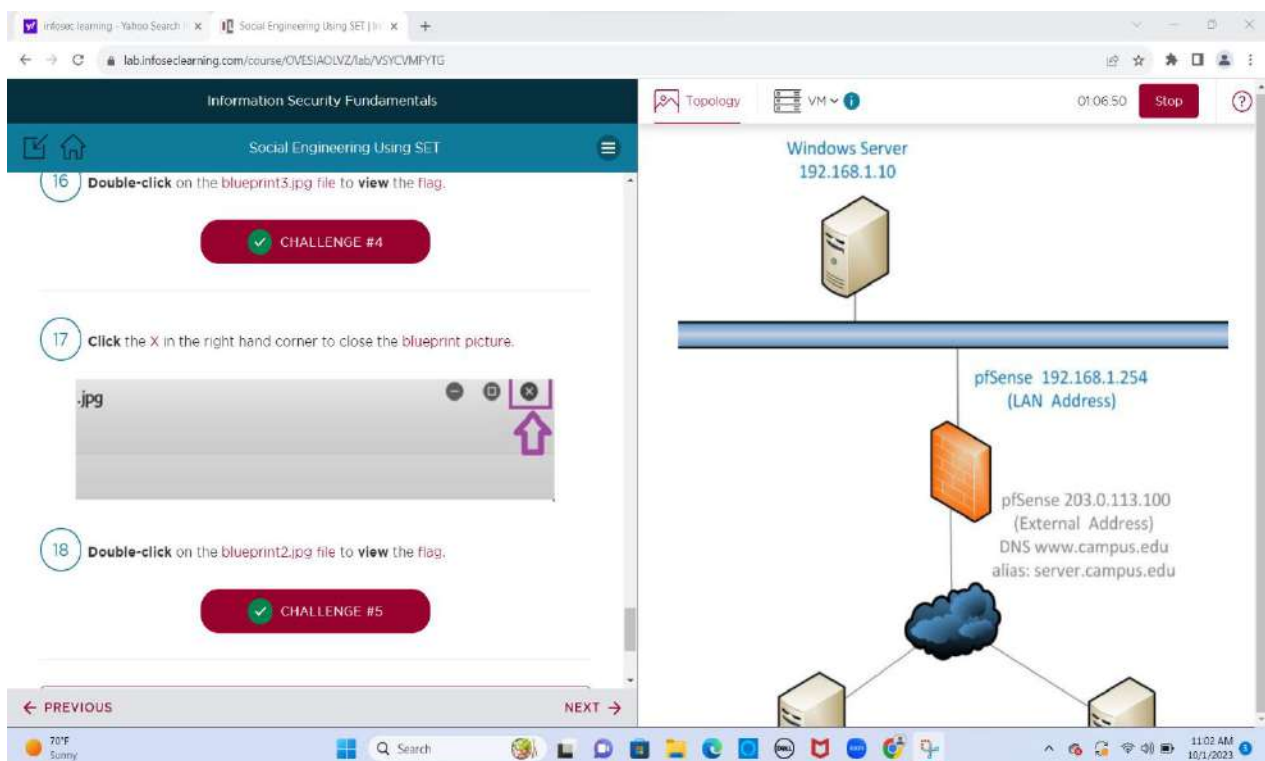 infosec learning - Yahoo Search
Social Engineering Using SET | In
lab.infoseclearning.com/course/OVESIAOLVZ/lab/VSYCVMFYTG
Information Security Fundamentals
Social Engineering Using SET
16 Double-click on the blueprint3.jpg file to view the flag.
CHALLENGE #4
17 Click the X in the right hand corner to close the blueprint picture.
.jpg
18 Double-click on the blueprint2.jpg file to view the flag.
CHALLENGE #5
← PREVIOUS
NEXT →
Topology
VM
01:06:50
Stop
?
Windows Server
192.168.1.10
pfSense 192.168.1.254
(LAN Address)
pfSense 203.0.113.100
(External Address)
DNS www.campus.edu
alias: server.campus.edu
70°F
Sunny
Search
DELL
11:02 AM
10/1/2023